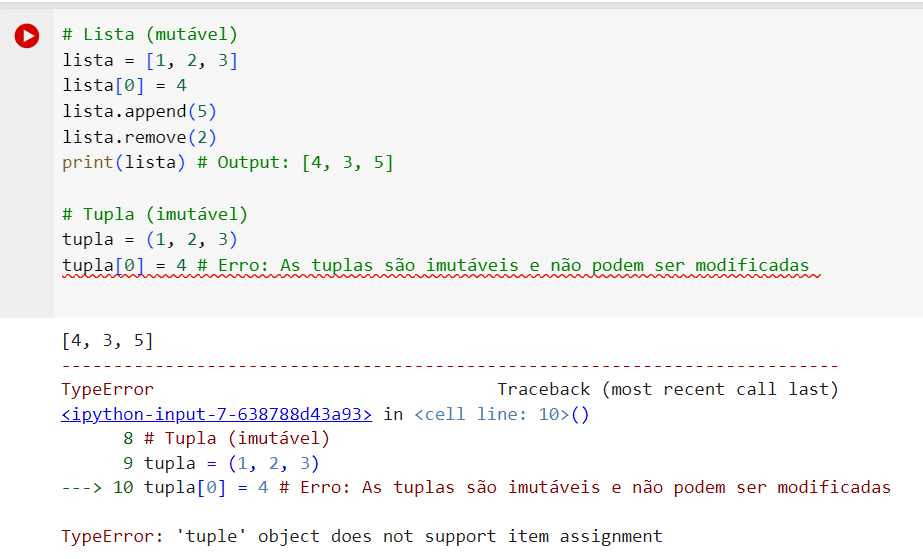 # Lista (mutável)
lista = [1, 2, 3]
lista[0] = 4
lista.append(5)
lista.remove(2)
print(lista) # Output: [4, 3, 5]
# Tupla (imutável)
tupla = (1, 2, 3)
tupla[0] = 4 # Erro: As tuplas são imutáveis e não podem ser modificadas
[4, 3, 5]
---------------------------------------------------------------------------
TypeError                                 Traceback (most recent call last)
<ipython-input-7-638788d43a93> in <cell line: 10>()
      8 # Tupla (imutável)
      9 tupla = (1, 2, 3)
---> 10 tupla[0] = 4 # Erro: As tuplas são imutáveis e não podem ser modificadas
TypeError: 'tuple' object does not support item assignment